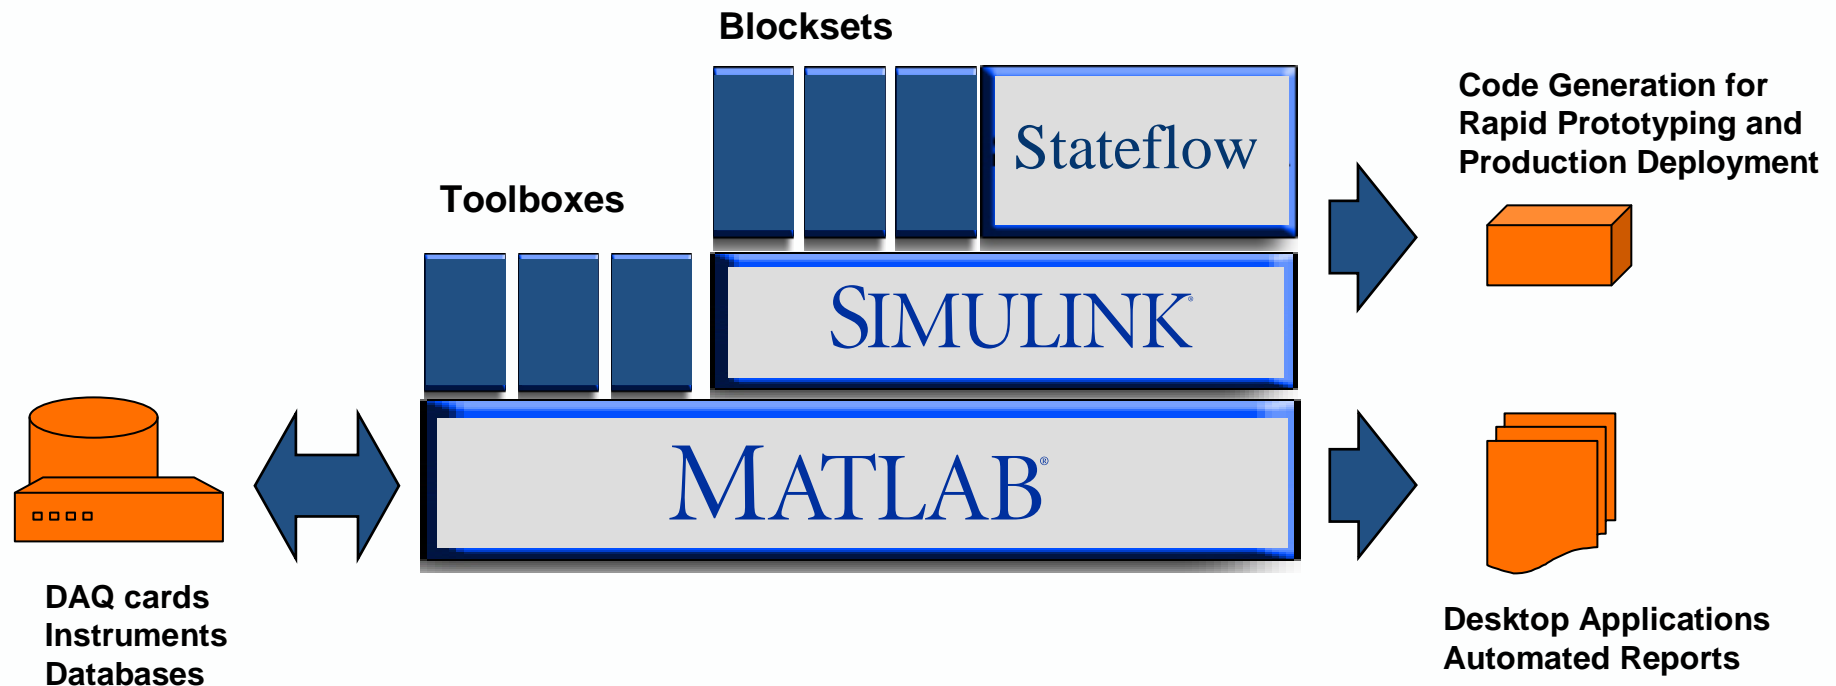 Blocksets
Code Generation for
Rapid Prototyping and
Production Deployment
Stateflow
Toolboxes
SIMULINK®
MATLAB®
DAQ cards
Instruments
Databases
Desktop Applications
Automated Reports